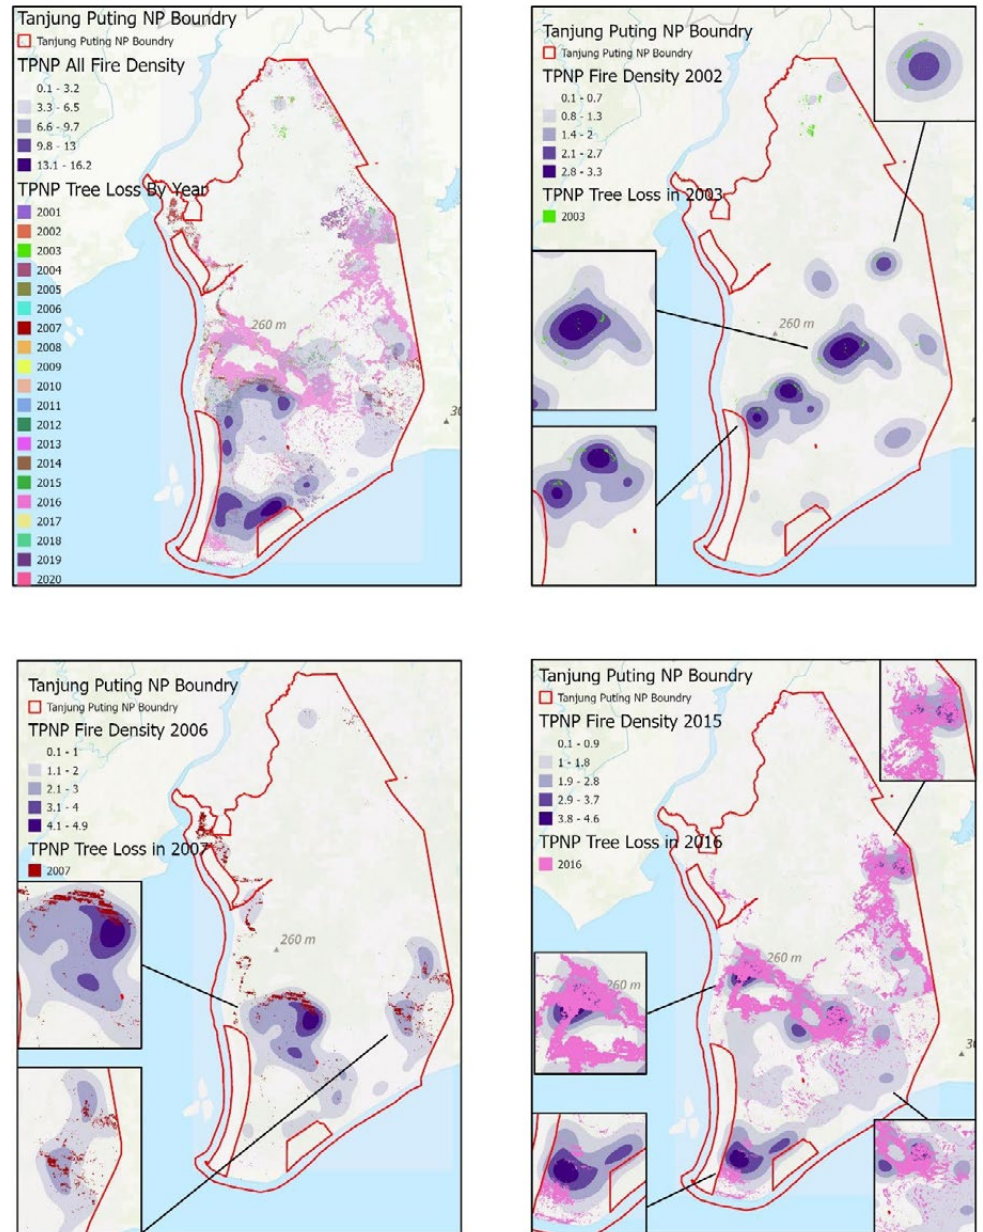 Tanjung Puting NP Boundry
Tanjung Puting NP Boundry
TPNP All Fire Density
0.1 - 3.2
3.3 - 6.5
6.6 - 9.7
9.8 - 13
13.1 - 16.2
TPNP Tree Loss By Year
2001
2002
2003
2004
2005
2006
2007
2008
2009
2010
2011
2012
2013
2014
2015
2016
2017
2018
2019
2020
260 m
Tanjung Puting NP Boundry
Tanjung Puting NP Boundry
TPNP Fire Density 2002
0.1 - 0.7
0.8 - 1.3
1.4 - 2
2.1 - 2.7
2.8 - 3.3
TPNP Tree Loss in 2003
2003
260 m
Tanjung Puting NP Boundry
Tanjung Puting NP Boundry
TPNP Fire Density 2006
0.1 - 1
1.1 - 2
2.1 - 3
3.1 - 4
4.1 - 4.9
TPNP Tree Loss in 2007
2007
260 m
Tanjung Puting NP Boundry
Tanjung Puting NP Boundry
TPNP Fire Density 2015
0.1 - 0.9
1 - 1.8
1.9 - 2.8
2.9 - 3.7
3.8 - 4.6
TPNP Tree Loss in 2016
2016
260 m
260 m